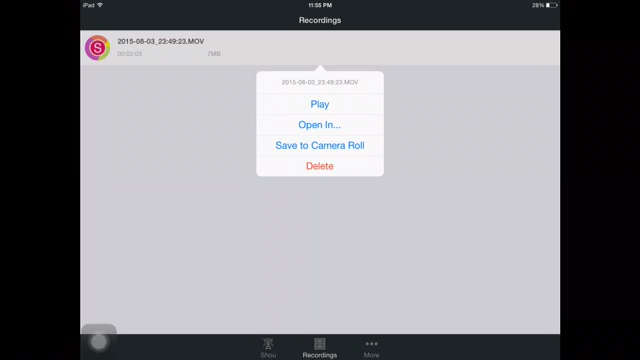 iPad 11:55 PM 28%
Recordings
S
2015-08-03_23:49:23.MOV
00:02:03 7MB
2015-08-03_23:49:23.MOV
Play
Open In...
Save to Camera Roll
Delete
Shou Recordings More